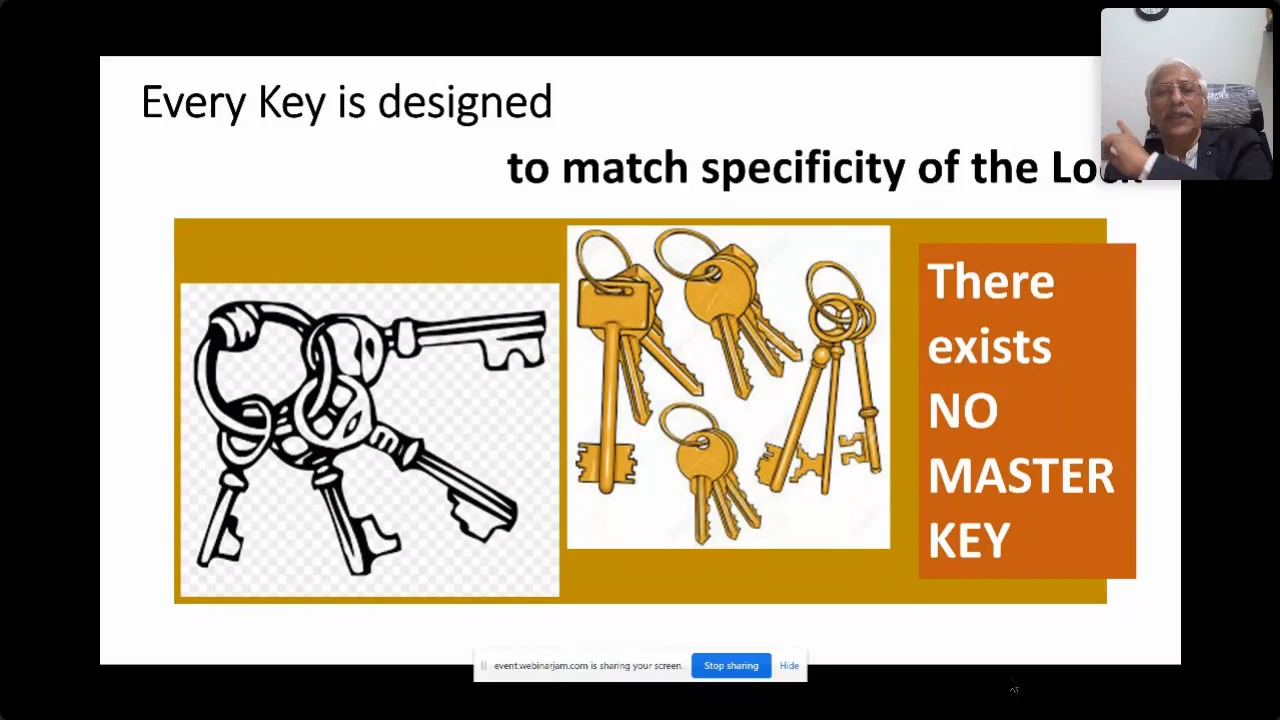 Every Key is designed
to match specificity of the
There
exists
NO
MASTER
KEY
event.webinarjam.com is sharing your screen.
Stop sharing
Hide